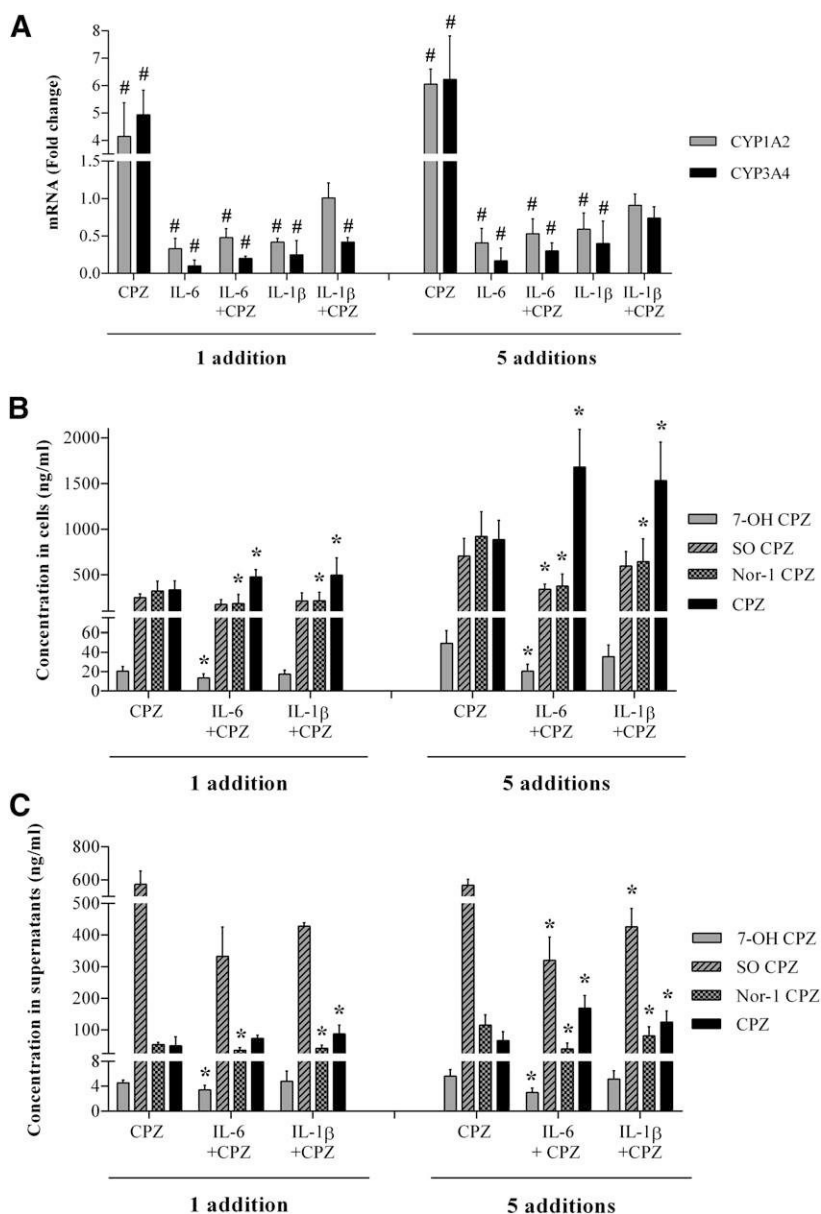 A
mRNA (Fold change)
8
7
6
5
4
1.5
1.0
0.5
0.0
# # # # # # # # # # # # # # #
CPZ IL-6 IL-6 IL-1β IL-1β CPZ IL-6 IL-6 IL-1β IL-1β
+CPZ +CPZ +CPZ +CPZ
1 addition 5 additions
CYP1A2
CYP3A4
B
Concentration in cells (ng/ml)
2000
1500
1000
500
60
40
20
0
* * * * * * * * * * *
CPZ IL-6 IL-1β CPZ IL-6 IL-1β
+CPZ +CPZ +CPZ +CPZ
1 addition 5 additions
7-OH CPZ
SO CPZ
Nor-1 CPZ
CPZ
C
Concentration in supernatants (ng/ml)
800
600
500
400
300
200
100
8
4
0
* * * * * * * * * * *
CPZ IL-6 IL-1β CPZ IL-6 IL-1β
+CPZ +CPZ + CPZ +CPZ
1 addition 5 additions
7-OH CPZ
SO CPZ
Nor-1 CPZ
CPZ